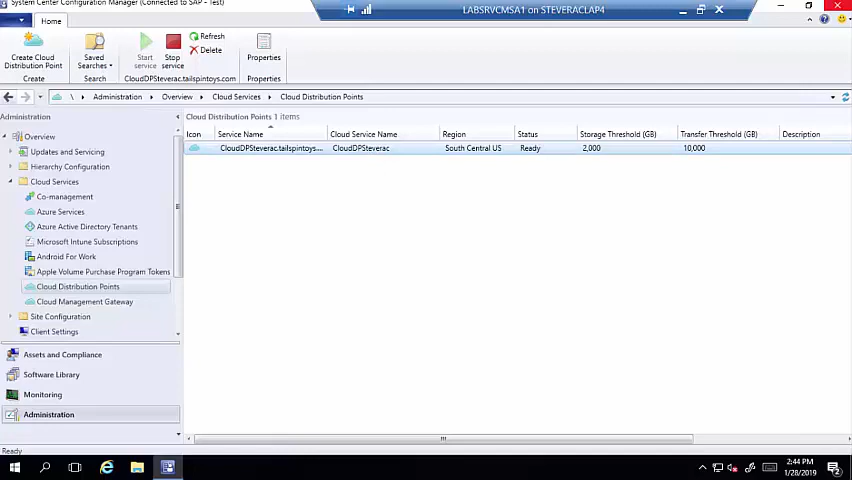 System Center Configuration Manager (Connected to SAP - Test)
LABSRVCMSA1 on STEVERACLAP4
Home
Create Cloud
Distribution Point
Saved
Searches
Start
service
Stop
service
Refresh
Delete
Properties
Create
Search
CloudDPSteverac.tailspintoys.com
Properties
\ Administration Overview Cloud Services Cloud Distribution Points
Administration
Overview
Updates and Servicing
Hierarchy Configuration
Cloud Services
Co-management
Azure Services
Azure Active Directory Tenants
Microsoft Intune Subscriptions
Android For Work
Apple Volume Purchase Program Tokens
Cloud Distribution Points
Cloud Management Gateway
Site Configuration
Client Settings
Assets and Compliance
Software Library
Monitoring
Administration
Cloud Distribution Points 1 items
Icon Service Name Cloud Service Name Region Status Storage Threshold (GB) Transfer Threshold (GB) Description
CloudDPSteverac.tailspintoys.... CloudDPSteverac South Central US Ready 2,000 10,000
Ready
2:44 PM
1/28/2019
2